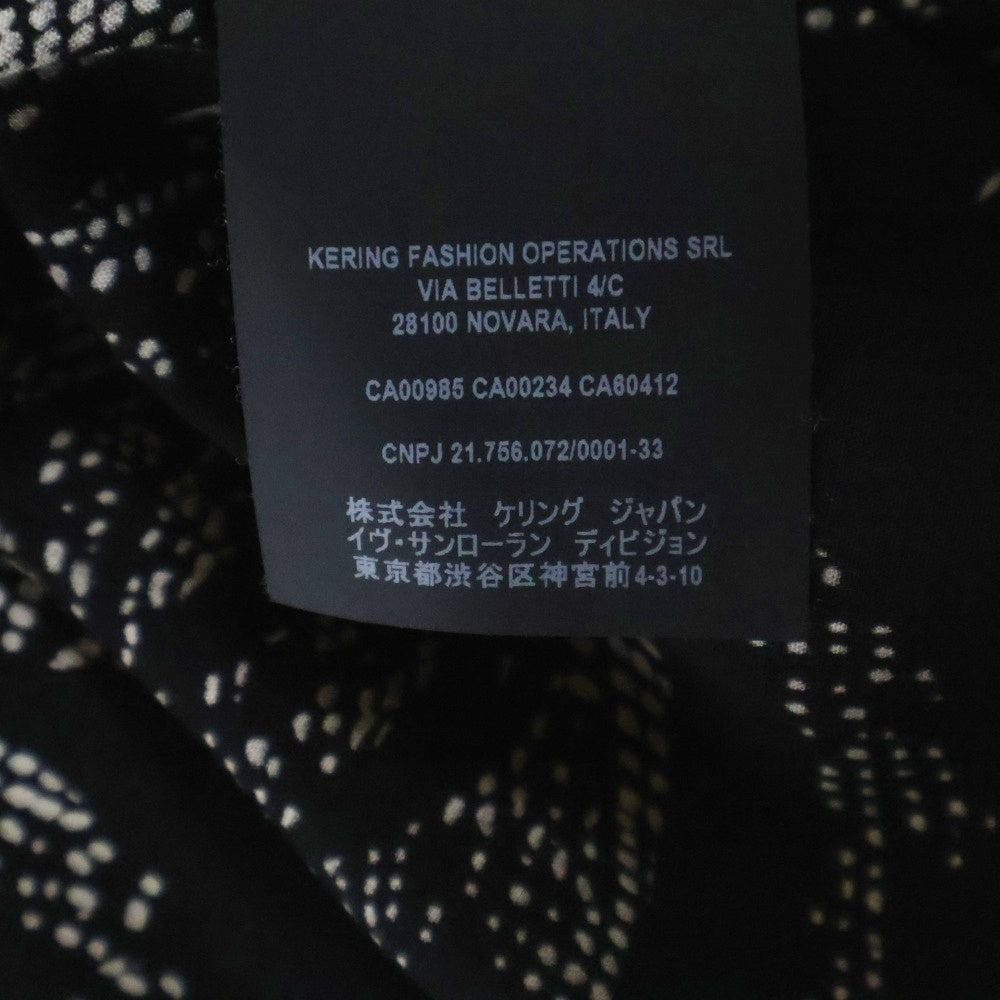 KERING FASHION OPERATIONS SRL
VIA BELLETTI 4/C
28100 NOVARA, ITALY
CA00985 CA00234 CA60412
CNPJ 21.756.072/0001-33
株式会社 ケリング ジャパン
イヴ・サンローラン ディビジョン
東京都渋谷区神宮前4-3-10